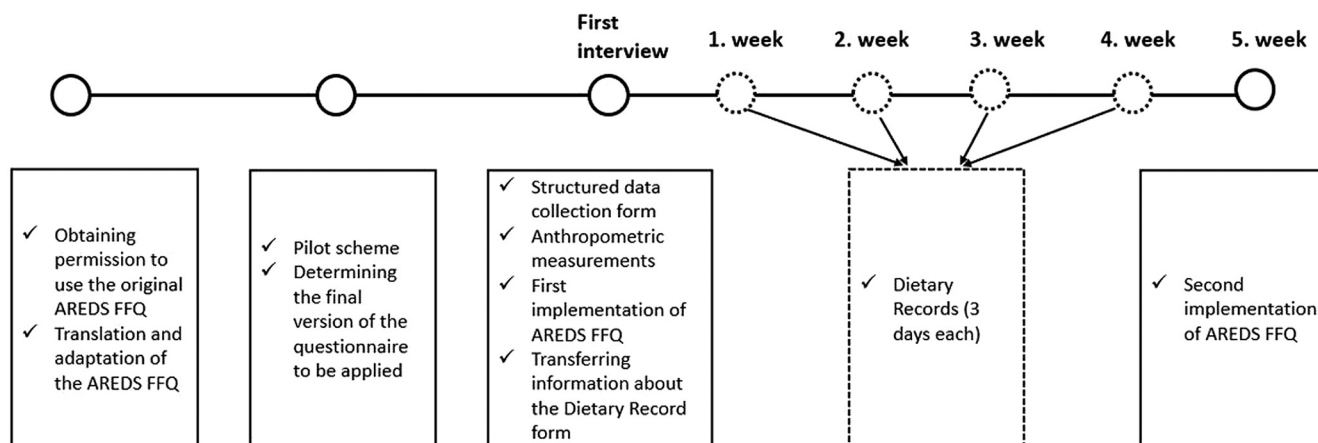 First
interview
1. week
2. week
3. week
4. week
5. week
✓ Obtaining
permission to
use the original
AREDS FFQ
✓ Translation and
adaptation of
the AREDS FFQ
✓ Pilot scheme
✓ Determining
the final
version of the
questionnaire
to be applied
✓ Structured data
collection form
✓ Anthropometric
measurements
✓ First
implementation of
AREDS FFQ
✓ Transferring
information about
the Dietary Record
form
✓ Dietary
Records (3
days each)
✓ Second
implementation
of AREDS FFQ